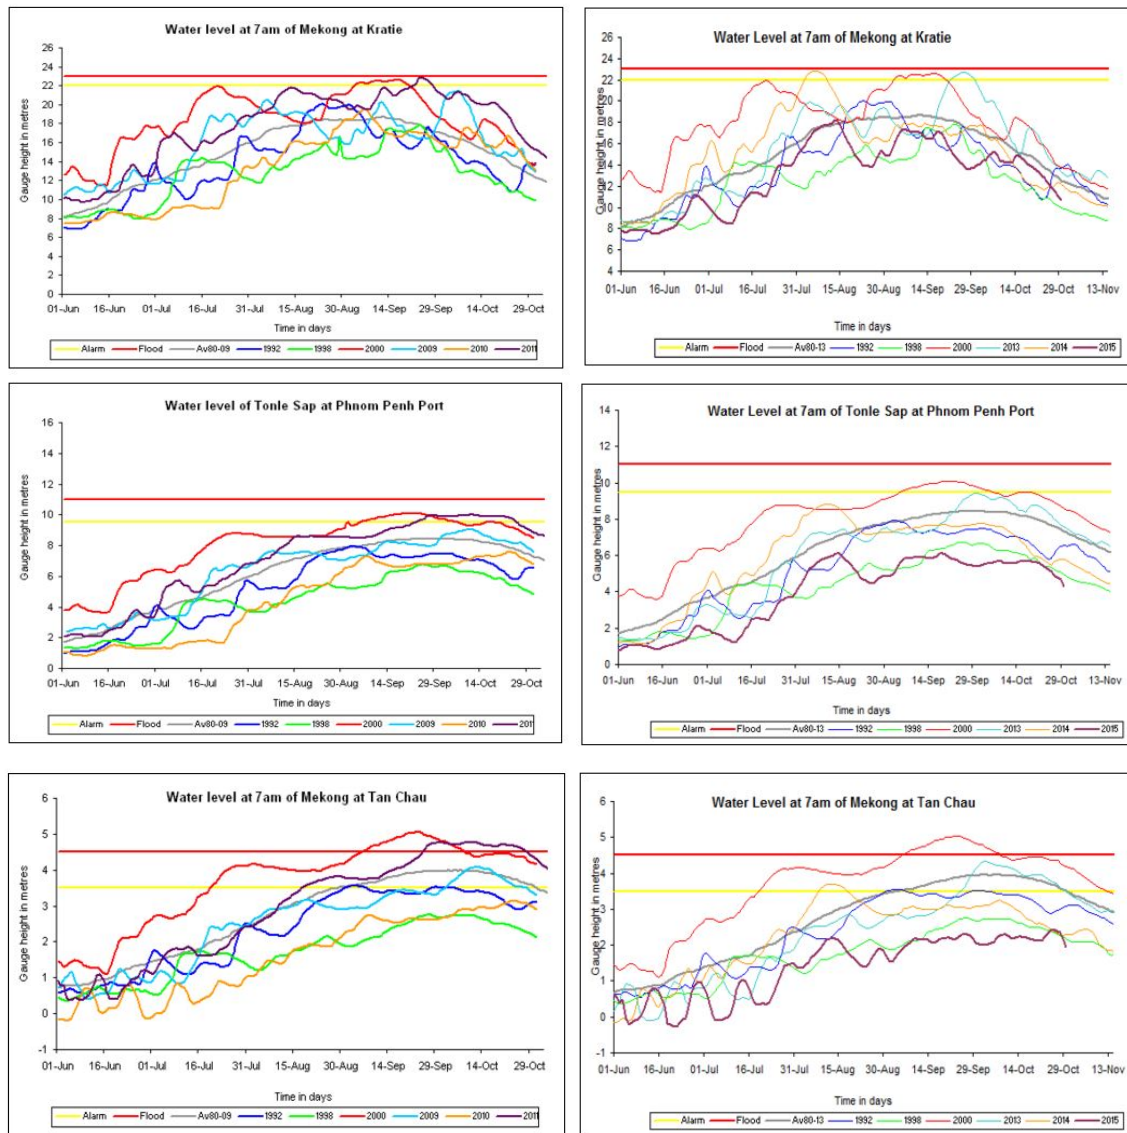 Water level at 7am of Mekong at Kratie
Gauge height in metres
26
24
22
20
18
16
14
12
10
8
6
4
2
0
01-Jun 16-Jun 01-Jul 16-Jul 31-Jul 15-Aug 30-Aug 14-Sep 29-Sep 14-Oct 29-Oct
Time in days
Alarm Flood Av80-09 1992 1998 2000 2009 2010 2011
Water Level at 7am of Mekong at Kratie
Gauge height in metres
26
24
22
20
18
16
14
12
10
8
6
4
01-Jun 16-Jun 01-Jul 16-Jul 31-Jul 15-Aug 30-Aug 14-Sep 29-Sep 14-Oct 29-Oct 13-Nov
Time in days
Alarm Flood Av80-13 1992 1998 2000 2013 2014 2015
Water level of Tonle Sap at Phnom Penh Port
Gauge height in metres
16
14
12
10
8
6
4
2
0
01-Jun 16-Jun 01-Jul 16-Jul 31-Jul 15-Aug 30-Aug 14-Sep 29-Sep 14-Oct 29-Oct
Time in days
Alarm Flood Av80-09 1992 1998 2000 2009 2010 2011
Water Level at 7am of Tonle Sap at Phnom Penh Port
Gauge height in metres
14
12
10
8
6
4
2
0
01-Jun 16-Jun 01-Jul 16-Jul 31-Jul 15-Aug 30-Aug 14-Sep 29-Sep 14-Oct 29-Oct 13-Nov
Time in days
Alarm Flood Av80-13 1992 1998 2000 2013 2014 2015
Water level at 7am of Mekong at Tan Chau
Gauge height in metres
6
5
4
3
2
1
0
-1
01-Jun 16-Jun 01-Jul 16-Jul 31-Jul 15-Aug 30-Aug 14-Sep 29-Sep 14-Oct 29-Oct
Time in days
Alarm Flood Av80-09 1992 1998 2000 2009 2010 2011
Water Level at 7am of Mekong at Tan Chau
Gauge height in metres
6
5
4
3
2
1
0
-1
01-Jun 16-Jun 01-Jul 16-Jul 31-Jul 15-Aug 30-Aug 14-Sep 29-Sep 14-Oct 29-Oct 13-Nov
Time in days
Alarm Flood Av80-13 1992 1998 2000 2013 2014 2015